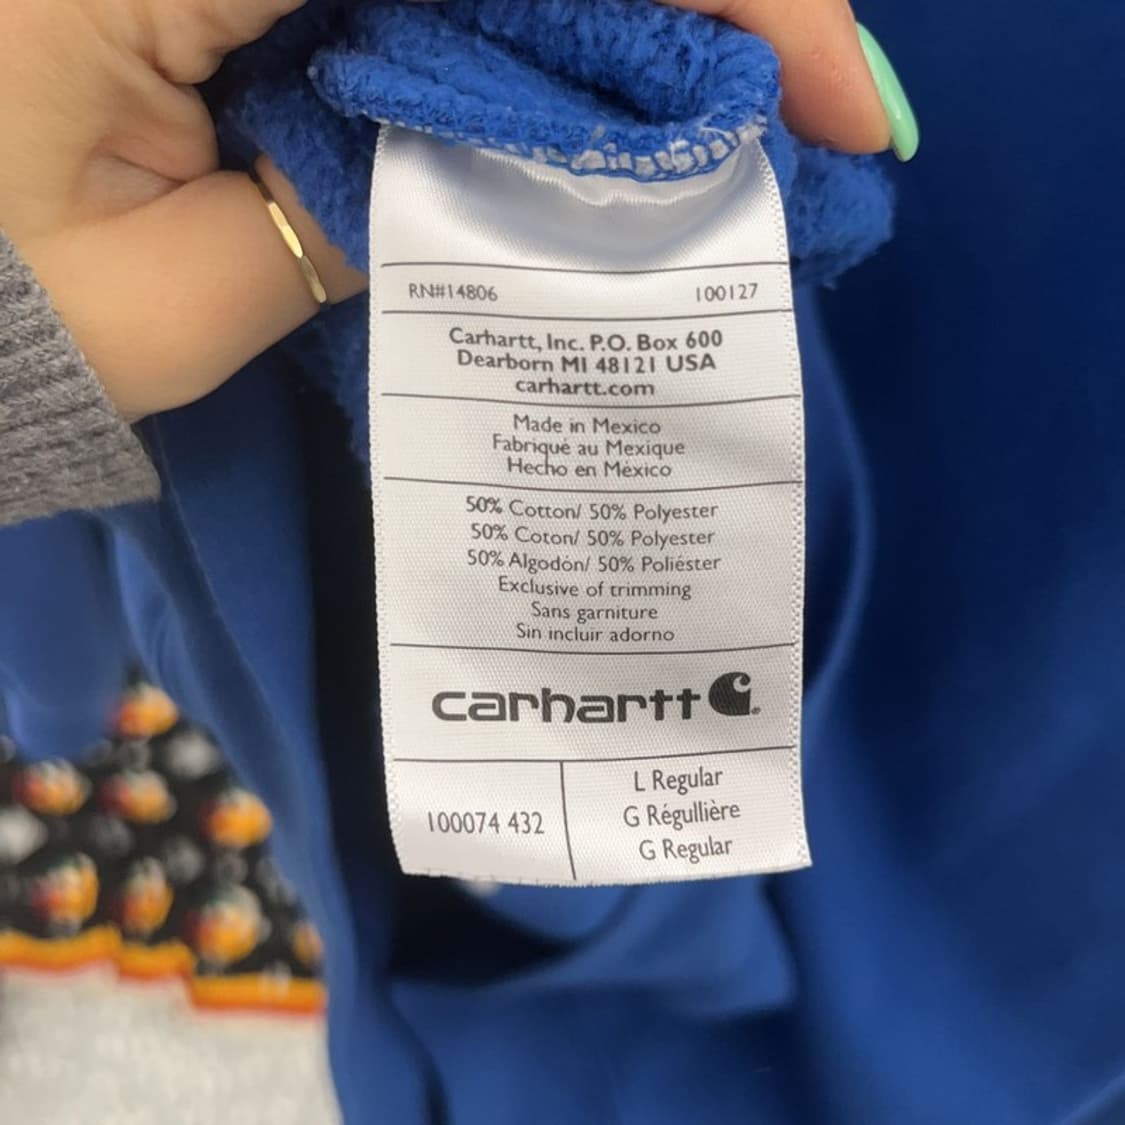 RN#14806 100127
Carhartt, Inc. P.O. Box 600
Dearborn MI 48121 USA
carhartt.com
Made in Mexico
Fabriqué au Mexique
Hecho en México
50% Cotton/ 50% Polyester
50% Coton/ 50% Polyester
50% Algodón/ 50% Poliéster
Exclusive of trimming
Sans garniture
Sin incluir adorno
carhartt
100074 432
L Regular
G Régullière
G Regular